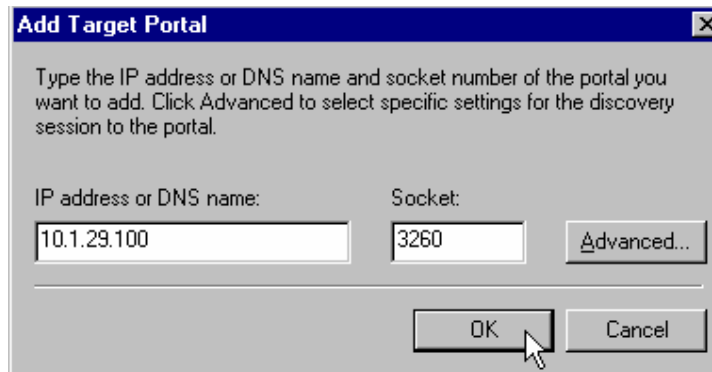 Add Target Portal
Type the IP address or DNS name and socket number of the portal you
want to add. Click Advanced to select specific settings for the discovery
session to the portal.
IP address or DNS name: Socket:
10.1.29.100 3260 Advanced...
OK Cancel